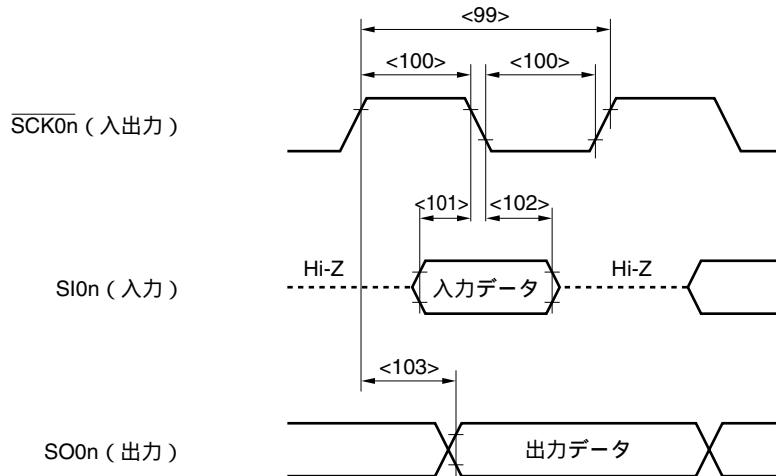 <99>
<100> <100>
SCK0n（入出力）
<101> <102>
SI0n（入力） Hi-Z 入力データ Hi-Z
<103>
SO0n（出力） 出力データ